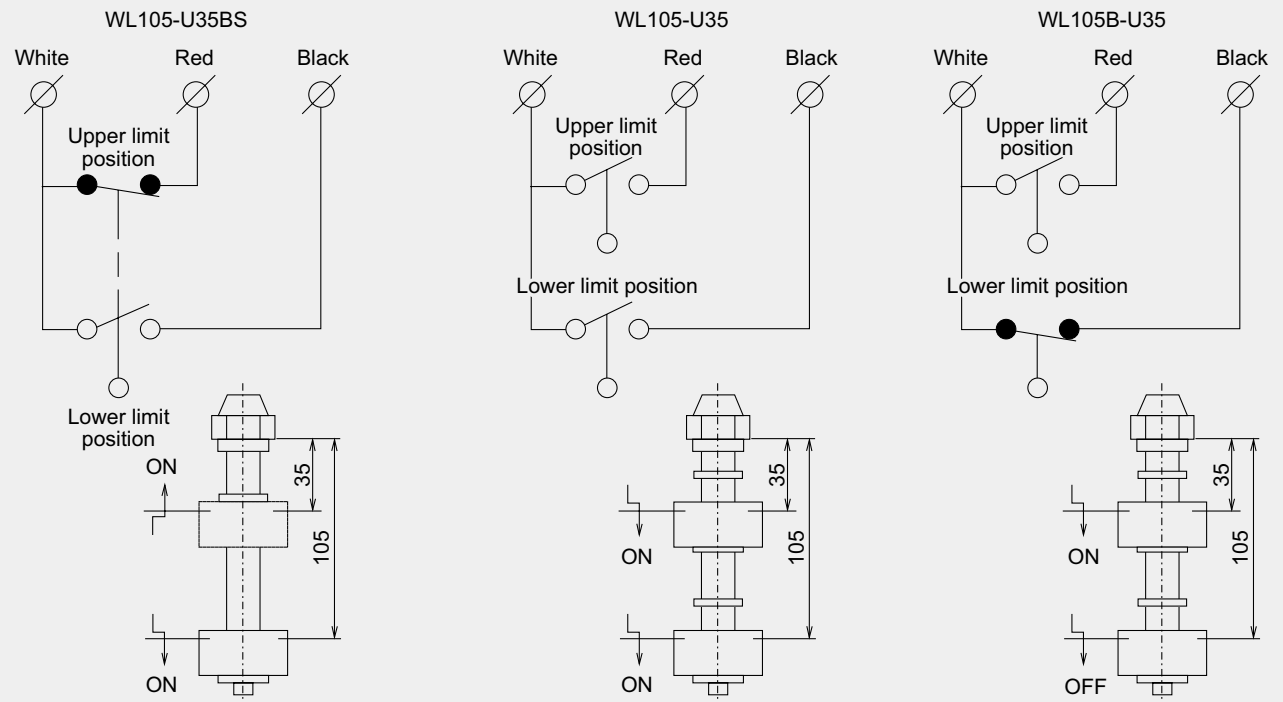 WL105-U35BS
White Red Black
Upper limit
position
Lower limit
position
ON
35
105
ON
WL105-U35
White Red Black
Upper limit
position
Lower limit position
35
ON
105
ON
WL105B-U35
White Red Black
Upper limit
position
Lower limit position
35
ON
105
OFF